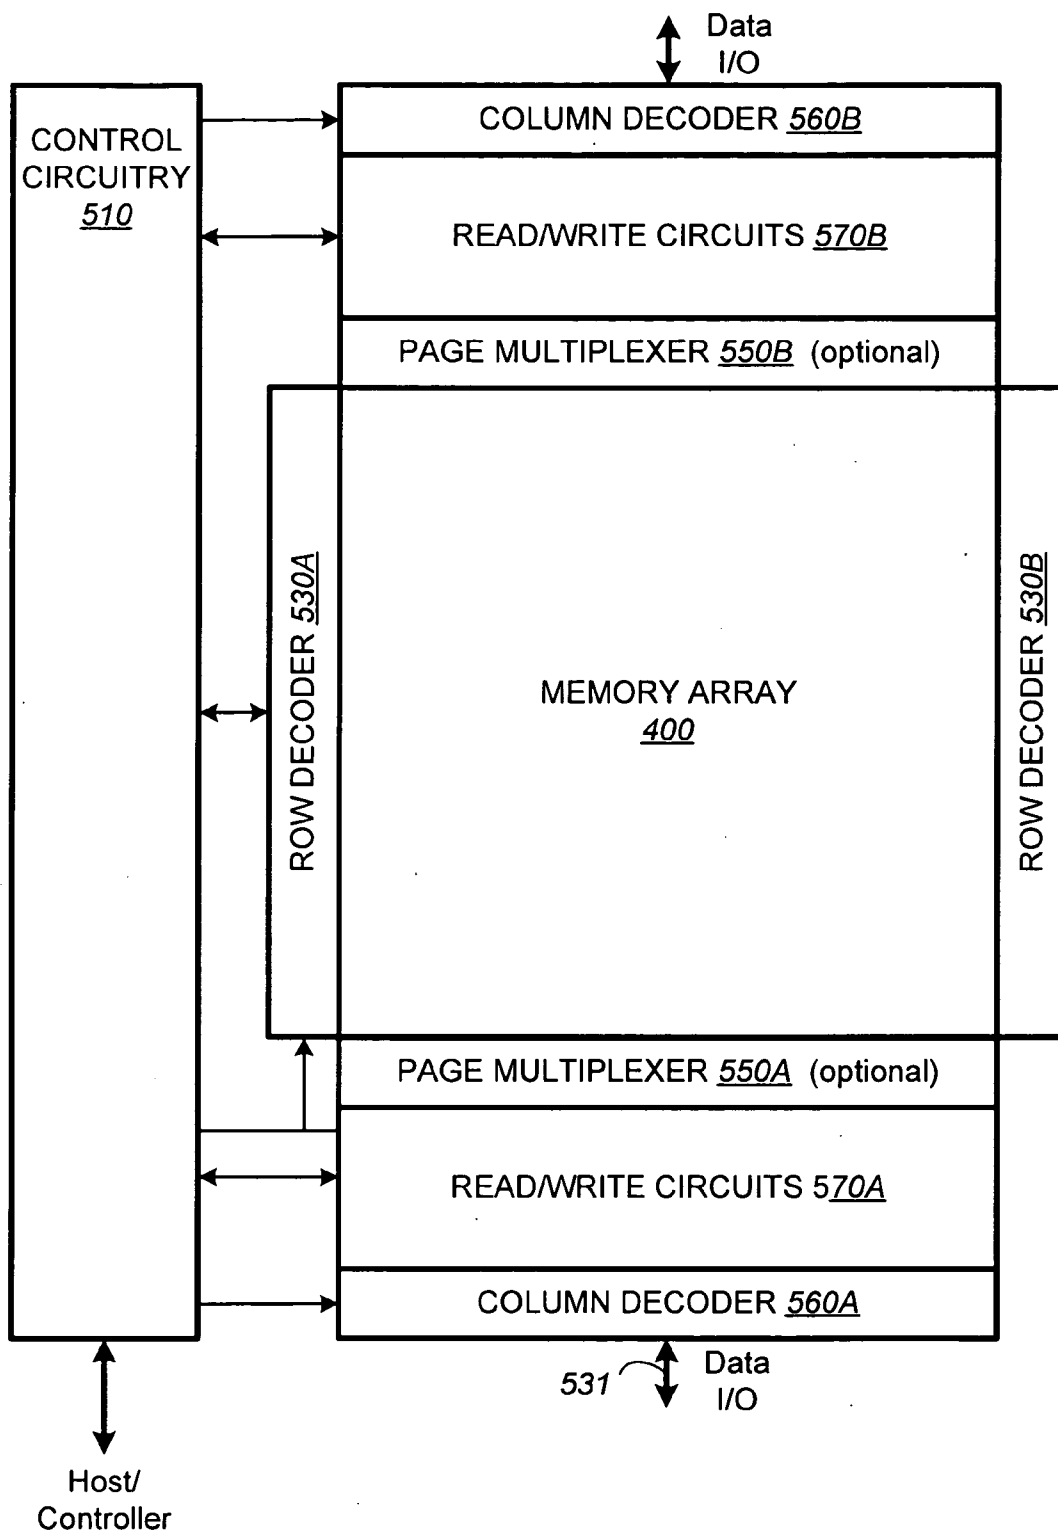 Data
I/O
CONTROL
CIRCUITRY
510
COLUMN DECODER 560B
READ/WRITE CIRCUITS 570B
PAGE MULTIPLEXER 550B (optional)
ROW DECODER 530A
MEMORY ARRAY
400
ROW DECODER 530B
PAGE MULTIPLEXER 550A (optional)
READ/WRITE CIRCUITS 570A
COLUMN DECODER 560A
531
Data
I/O
Host/
Controller